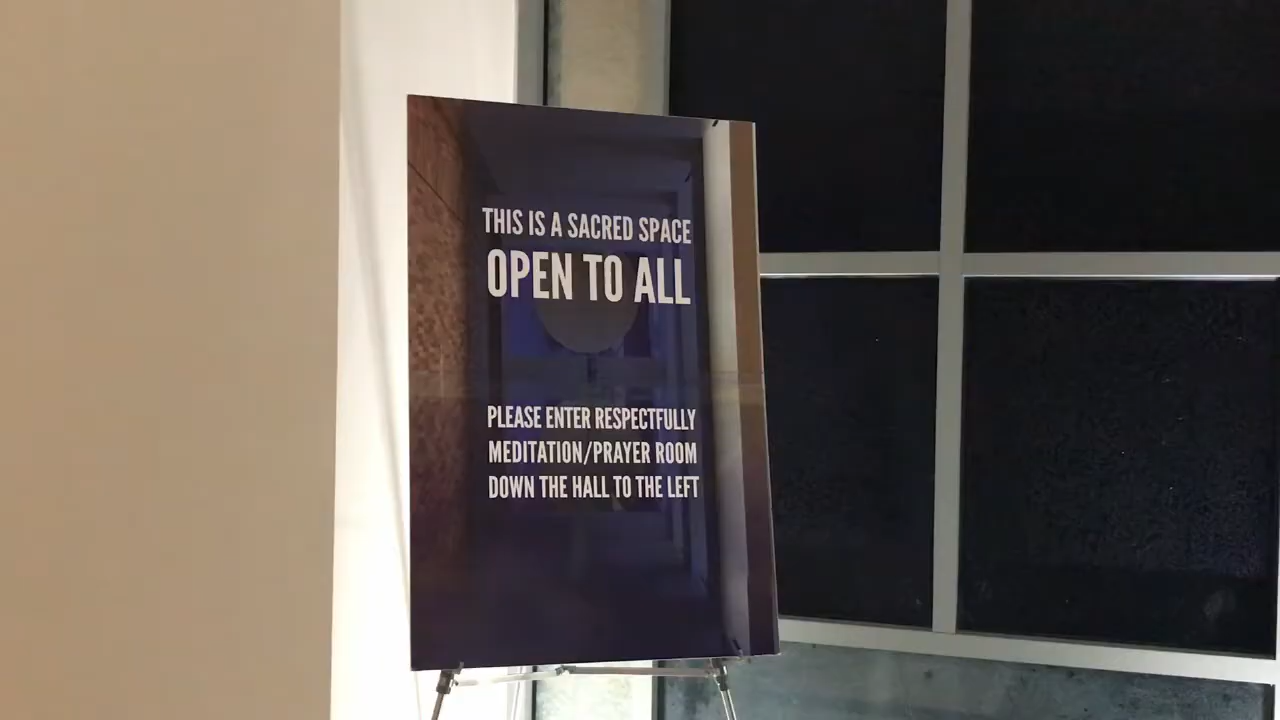 THIS IS A SACRED SPACE
OPEN TO ALL
PLEASE ENTER RESPECTFULLY
MEDITATION/PRAYER ROOM
DOWN THE HALL TO THE LEFT